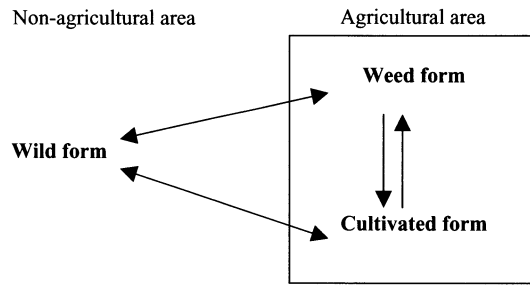 Non-agricultural area
Agricultural area
Weed form
Wild form
Cultivated form